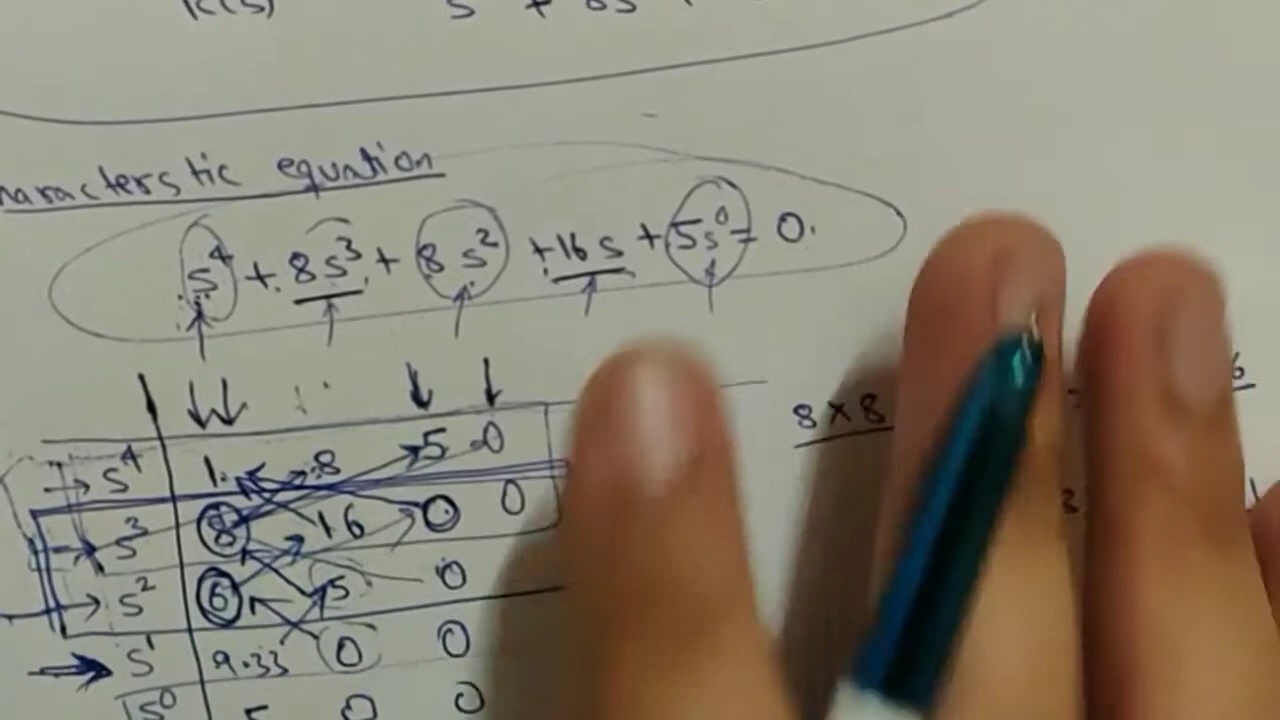 characterstic equation
s⁴ + 8s³ + 8s² + 16s + 5s⁰ = 0.
8×8
s⁴ 1 8 5 0
s³ 8 16 0 0
s² 6 5 0
s¹ 9.33 0 0
s⁰ 5 0 0